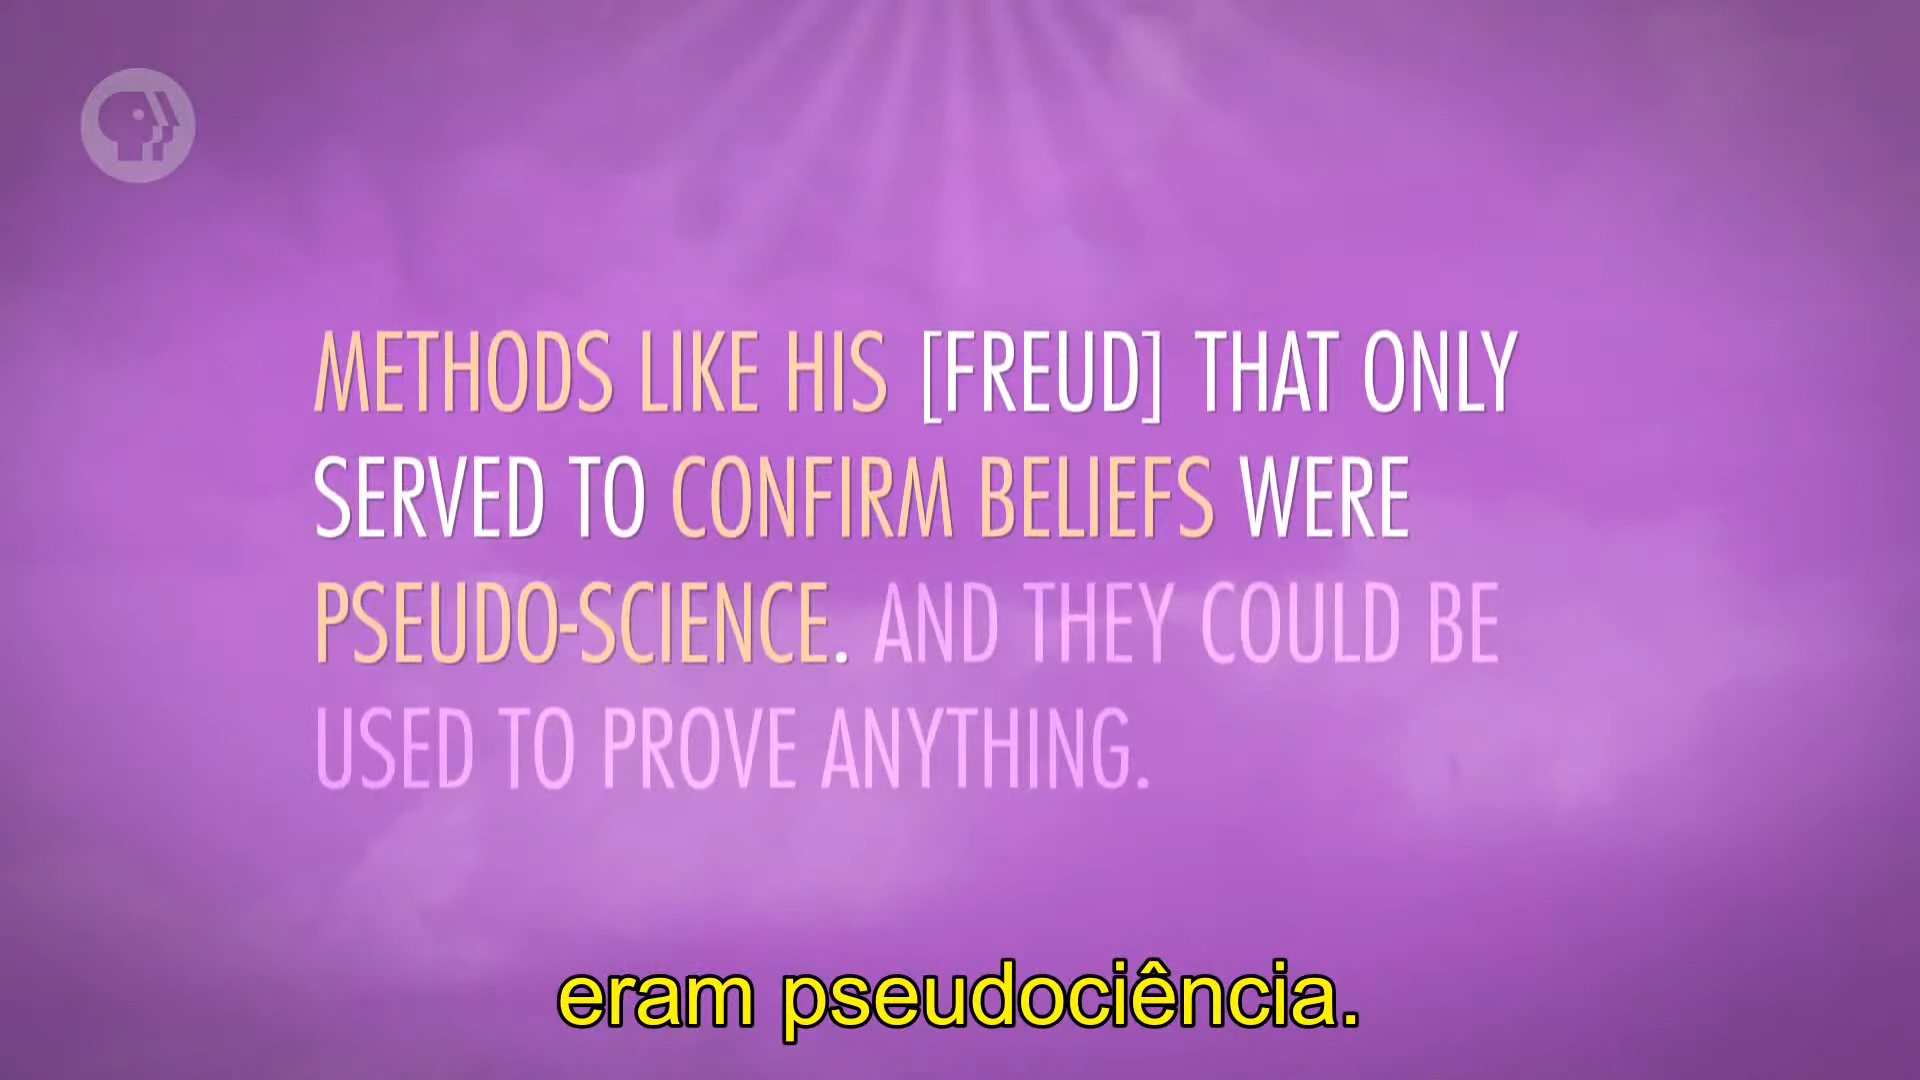 METHODS LIKE HIS [FREUD] THAT ONLY
SERVED TO CONFIRM BELIEFS WERE
PSEUDO-SCIENCE. AND THEY COULD BE
USED TO PROVE ANYTHING.
eram pseudociência.